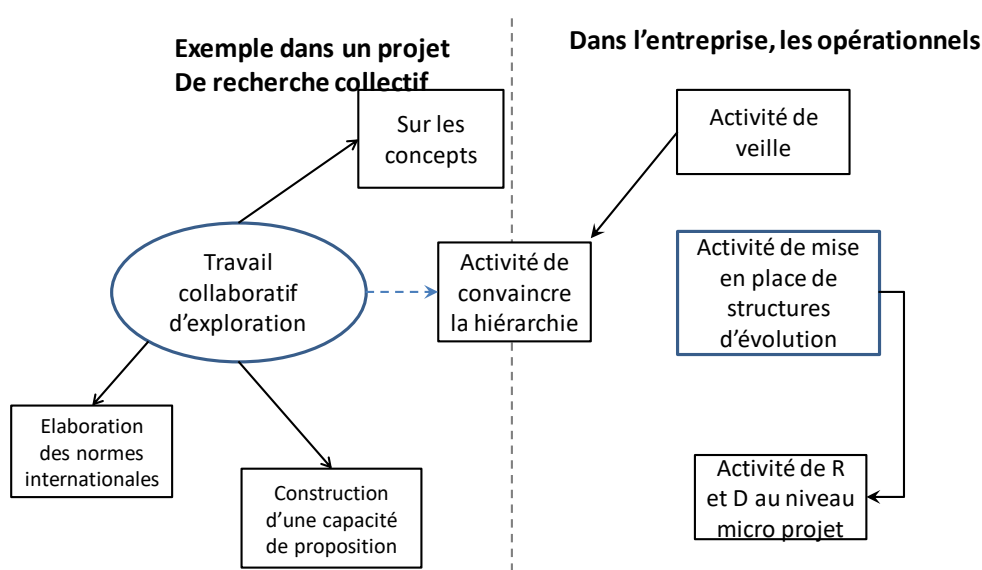 Exemple dans un projet
De recherche collectif
Dans l’entreprise, les opérationnels
Sur les
concepts
Activité de
veille
Travail
collaboratif
d’exploration
Activité de
convaincre
la hiérarchie
Activité de mise
en place de
structures
d’évolution
Elaboration
des normes
internationales
Construction
d’une capacité
de proposition
Activité de R
et D au niveau
micro projet